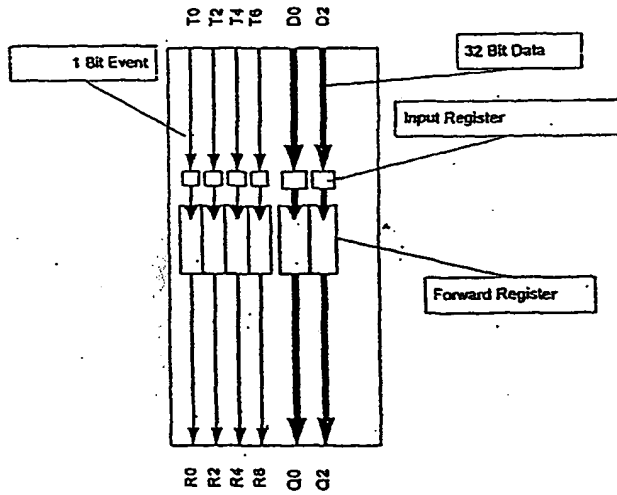 T0 T2 T4 T6 D0 D2
1 Bit Event
32 Bit Data
Input Register
Forward Register
R0 R2 R4 R6 Q0 Q2